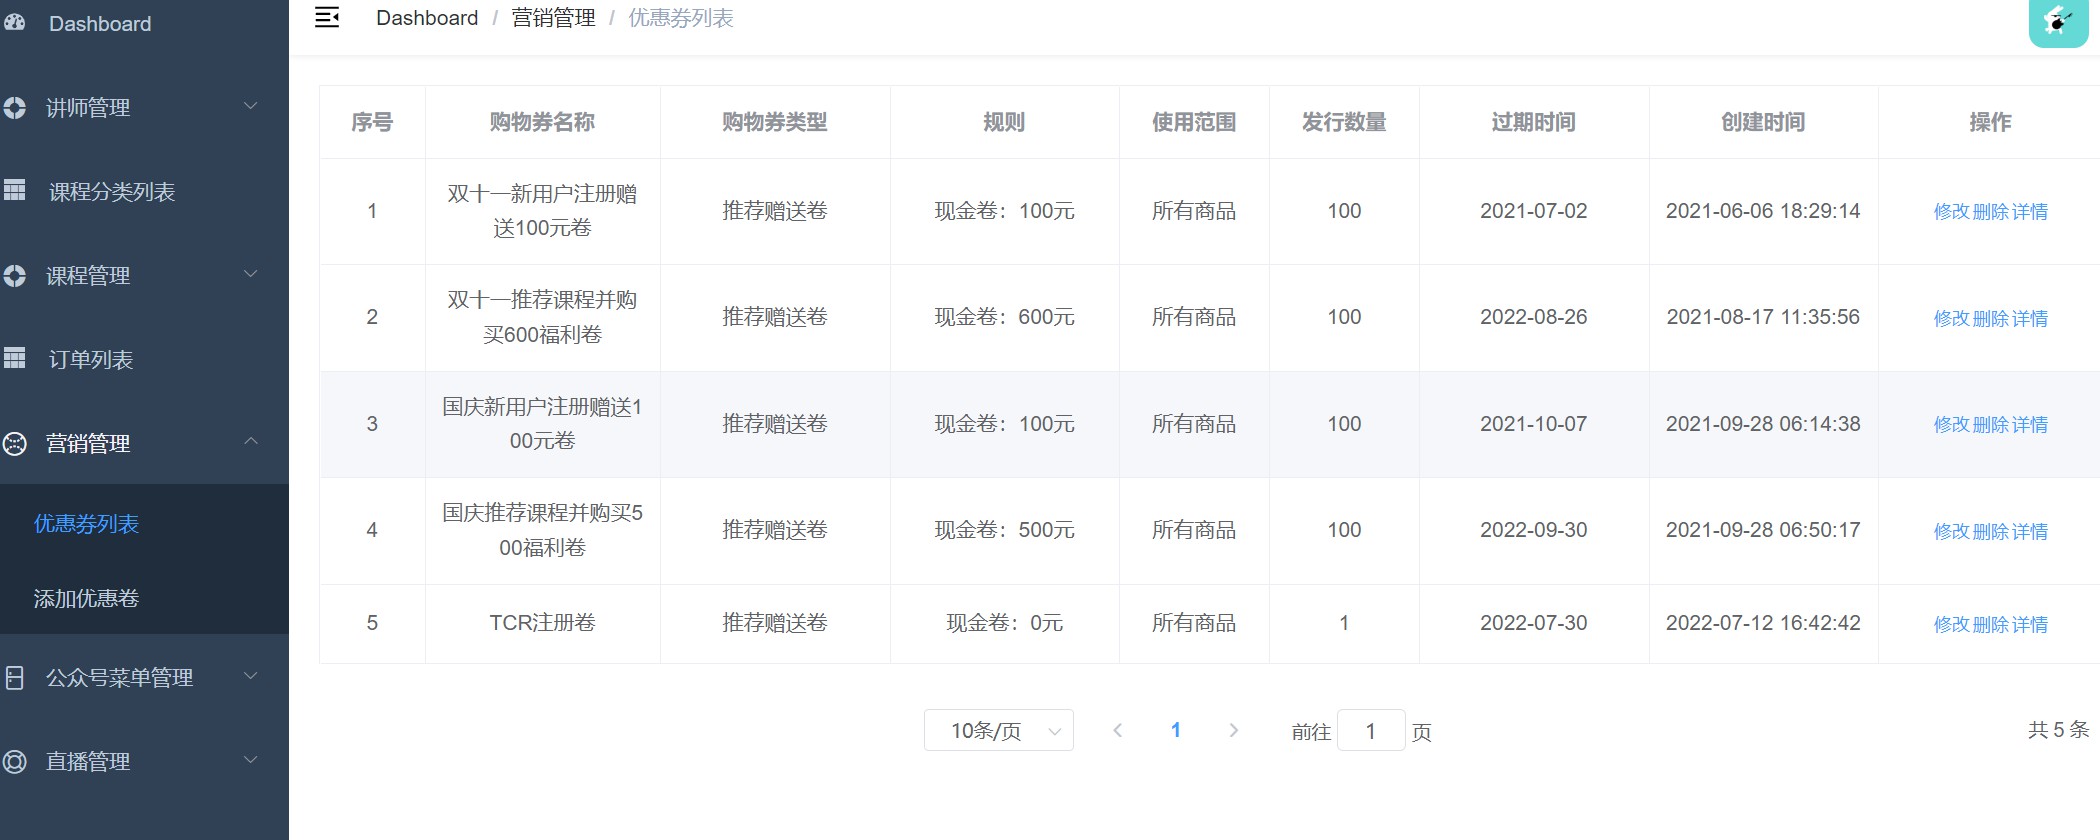 Dashboard
讲师管理
课程分类列表
课程管理
订单列表
营销管理
优惠券列表
添加优惠卷
公众号菜单管理
直播管理
Dashboard / 营销管理 / 优惠券列表
序号 购物券名称 购物券类型 规则 使用范围 发行数量 过期时间 创建时间 操作
1 双十一新用户注册赠 推荐赠送卷 现金卷：100元 所有商品 100 2021-07-02 2021-06-06 18:29:14 修改 删除 详情
送100元卷
2 双十一推荐课程并购 推荐赠送卷 现金卷：600元 所有商品 100 2022-08-26 2021-08-17 11:35:56 修改 删除 详情
买600福利卷
3 国庆新用户注册赠送1 推荐赠送卷 现金卷：100元 所有商品 100 2021-10-07 2021-09-28 06:14:38 修改 删除 详情
00元卷
4 国庆推荐课程并购买5 推荐赠送卷 现金卷：500元 所有商品 100 2022-09-30 2021-09-28 06:50:17 修改 删除 详情
00福利卷
5 TCR注册卷 推荐赠送卷 现金卷：0元 所有商品 1 2022-07-30 2022-07-12 16:42:42 修改 删除 详情
10条/页 1 前往 1 页 共 5 条